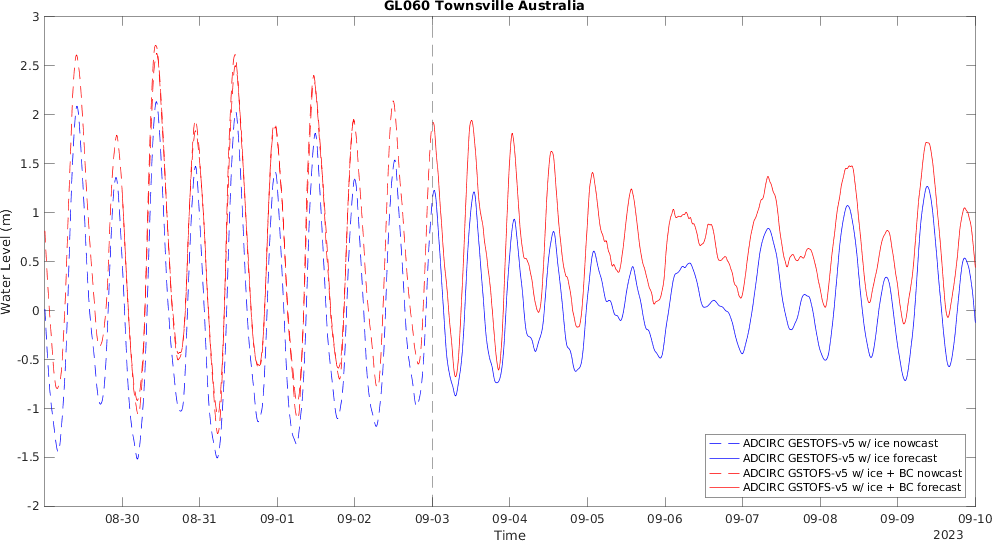 GL060 Townsville Australia
3
2.5
2
1.5
1
0.5
0
-0.5
-1
-1.5
-2
Water Level (m)
08-30 08-31 09-01 09-02 09-03 09-04 09-05 09-06 09-07 09-08 09-09 09-10
Time
2023
ADCIRC GESTOFS-v5 w/ ice nowcast
ADCIRC GESTOFS-v5 w/ ice forecast
ADCIRC GSTOFS-v5 w/ ice + BC nowcast
ADCIRC GSTOFS-v5 w/ ice + BC forecast